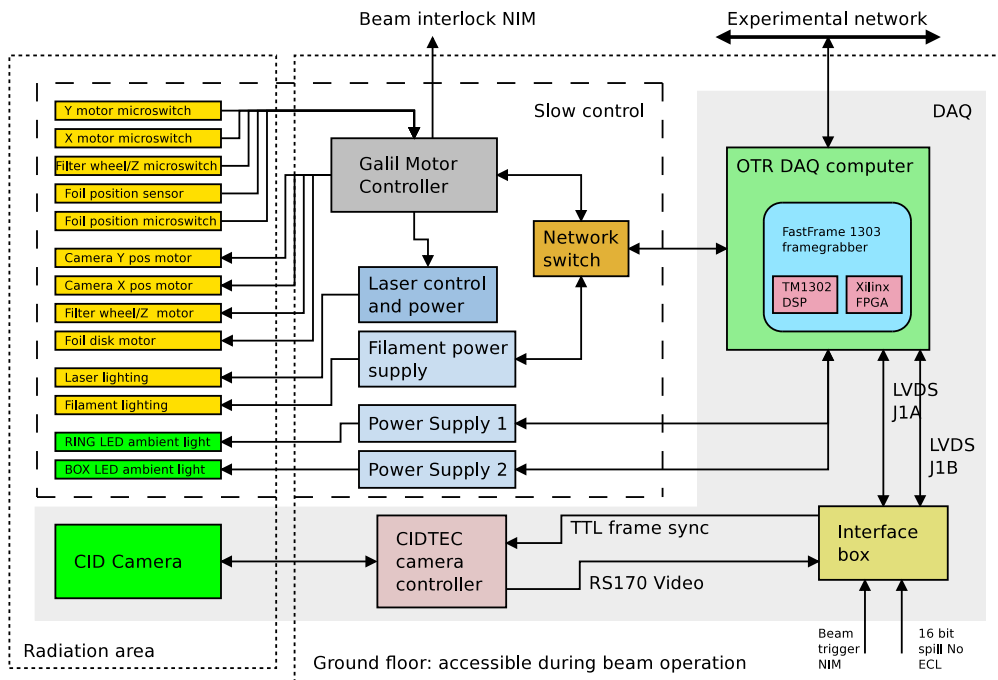 Beam interlock NIM
Experimental network
Slow control
DAQ
Y motor microswitch
X motor microswitch
Filter wheel/Z microswitch
Foil position sensor
Foil position microswitch
Camera Y pos motor
Camera X pos motor
Filter wheel/Z  motor
Foil disk motor
Laser lighting
Filament lighting
RING LED ambient light
BOX LED ambient light
Galil Motor
Controller
Laser control
and power
Filament power
supply
Power Supply 1
Power Supply 2
Network
switch
OTR DAQ computer
FastFrame 1303
framegrabber
TM1302
DSP
Xilinx
FPGA
LVDS
J1A
LVDS
J1B
CID Camera
CIDTEC
camera
controller
TTL frame sync
RS170 Video
Interface
box
Beam
trigger
NIM
16 bit
spill No
ECL
Radiation area
Ground floor: accessible during beam operation